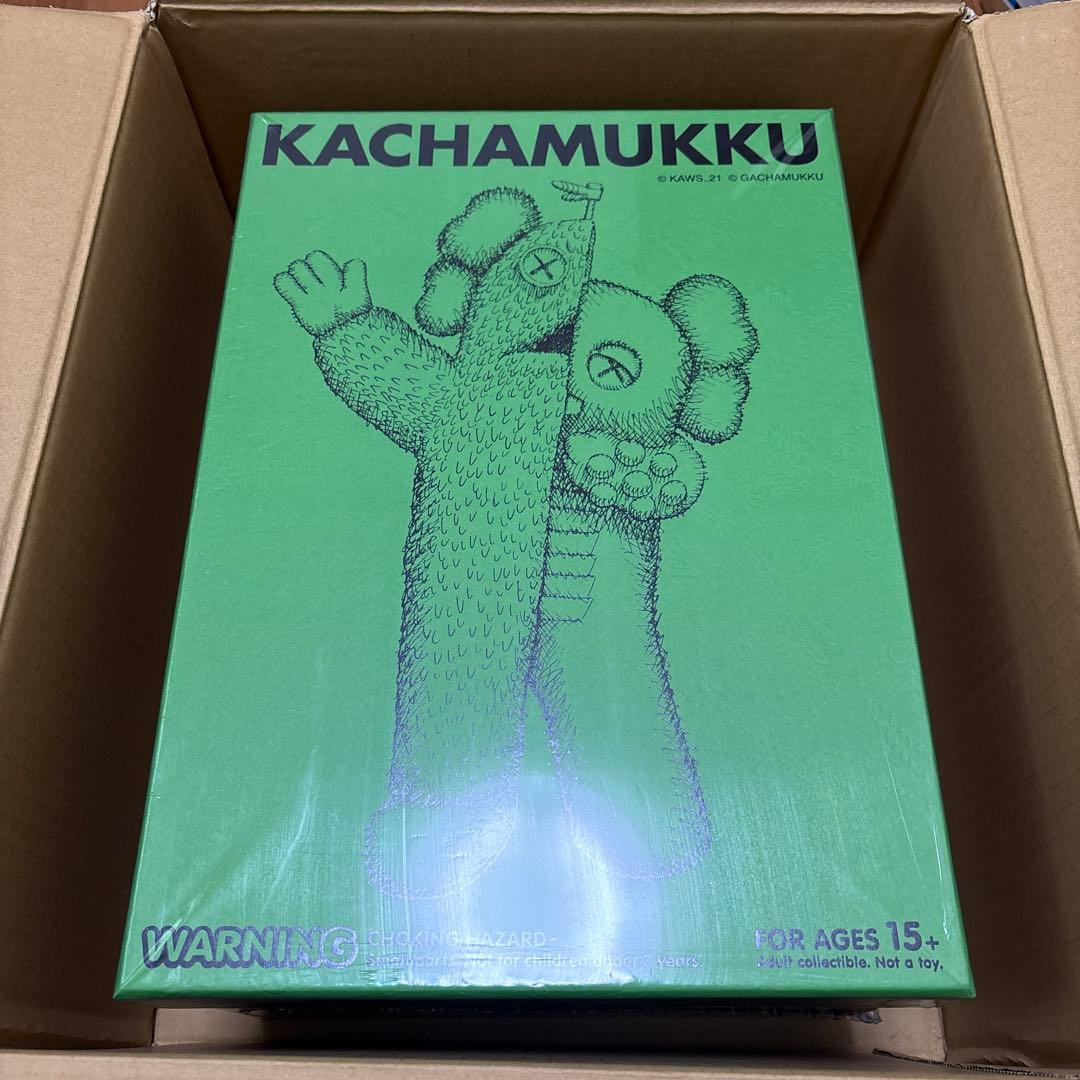 KACHAMUKKU
© KAWS..21 © GACHAMUKKU
WARNING CHOKING HAZARD-
Small parts. Not for children under 3 years.
FOR AGES 15+
Adult collectible. Not a toy.